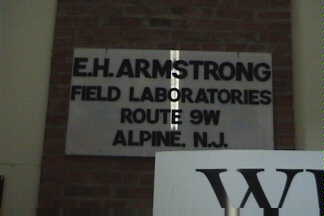 E.H. ARMSTRONG
FIELD LABORATORIES
ROUTE 9W
ALPINE, N.J.
W